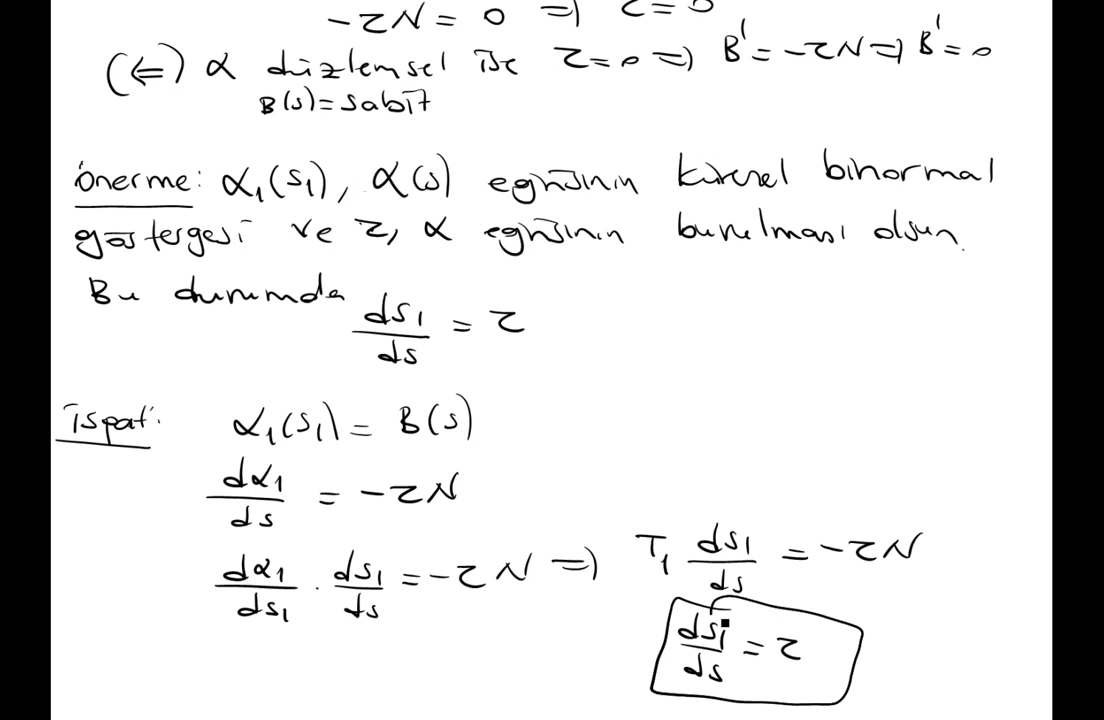 -τN = 0 => τ = 0
(⇐) α düzlemsel ise τ=0 => B' = -τN => B' = 0
B(s) = sabit
önerme: α₁(s₁), α(s) eğrisinin küresel binormal
göstergesi ve τ, α eğrisinin burulması olsun.
Bu durumda
ds₁/ds = τ
İspat: α₁(s₁) = B(s)
dα₁/ds = -τN
dα₁/ds₁ . ds₁/ds = -τN => T₁ ds₁/ds = -τN
ds₁/ds = τ